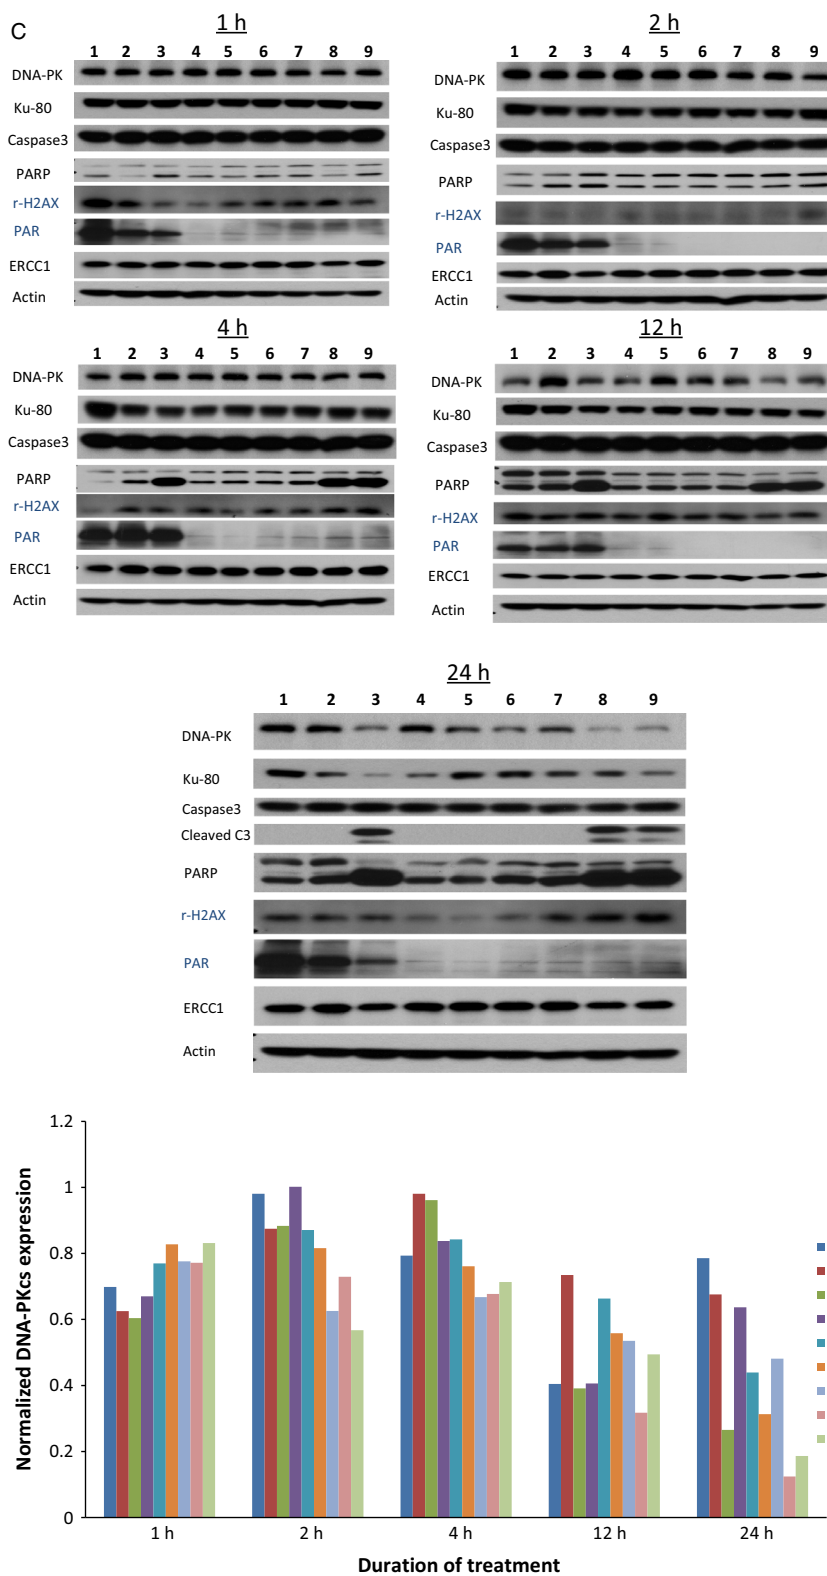 C
1 h
1 2 3 4 5 6 7 8 9
DNA-PK
Ku-80
Caspase3
PARP
r-H2AX
PAR
ERCC1
Actin
2 h
1 2 3 4 5 6 7 8 9
DNA-PK
Ku-80
Caspase3
PARP
r-H2AX
PAR
ERCC1
Actin
4 h
1 2 3 4 5 6 7 8 9
DNA-PK
Ku-80
Caspase3
PARP
r-H2AX
PAR
ERCC1
Actin
12 h
1 2 3 4 5 6 7 8 9
DNA-PK
Ku-80
Caspase3
PARP
r-H2AX
PAR
ERCC1
Actin
24 h
1 2 3 4 5 6 7 8 9
DNA-PK
Ku-80
Caspase3
Cleaved C3
PARP
r-H2AX
PAR
ERCC1
Actin
Normalized DNA-PKcs expression
1.2
1
0.8
0.6
0.4
0.2
0
1 h 2 h 4 h 12 h 24 h
Duration of treatment